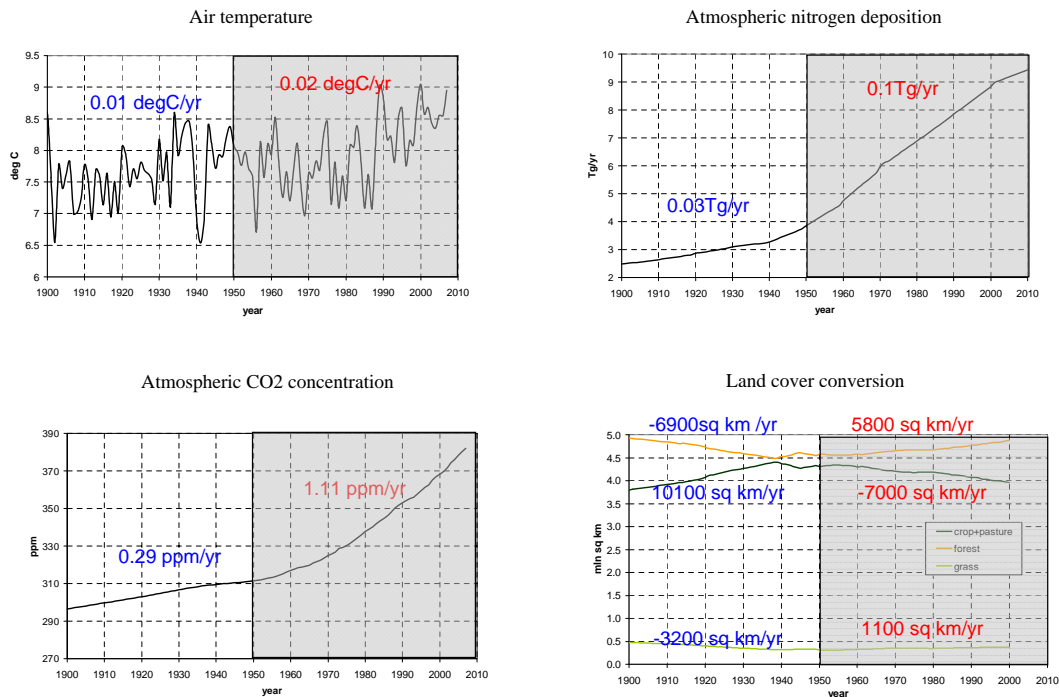 Air temperature
9.5
9
8.5
8
7.5
7
6.5
6
deg C
0.01 degC/yr
0.02 degC/yr
1900 1910 1920 1930 1940 1950 1960 1970 1980 1990 2000 2010
year
Atmospheric nitrogen deposition
10
9
8
7
6
5
4
3
2
Tg/yr
0.1Tg/yr
0.03Tg/yr
1900 1910 1920 1930 1940 1950 1960 1970 1980 1990 2000 2010
year
Atmospheric CO2 concentration
390
370
350
330
310
290
270
ppm
1.11 ppm/yr
0.29 ppm/yr
1900 1910 1920 1930 1940 1950 1960 1970 1980 1990 2000 2010
year
Land cover conversion
5.0
4.5
4.0
5.0
4.5
3.0
2.5
2.0
1.5
1.0
0.5
0.0
mln sq km
-6900sq km /yr
5800 sq km/yr
10100 sq km/yr
-7000 sq km/yr
crop+pasture
forest
grass
-3200 sq km/yr
1100 sq km/yr
1900 1910 1920 1930 1940 1950 1960 1970 1980 1990 2000 2010
year